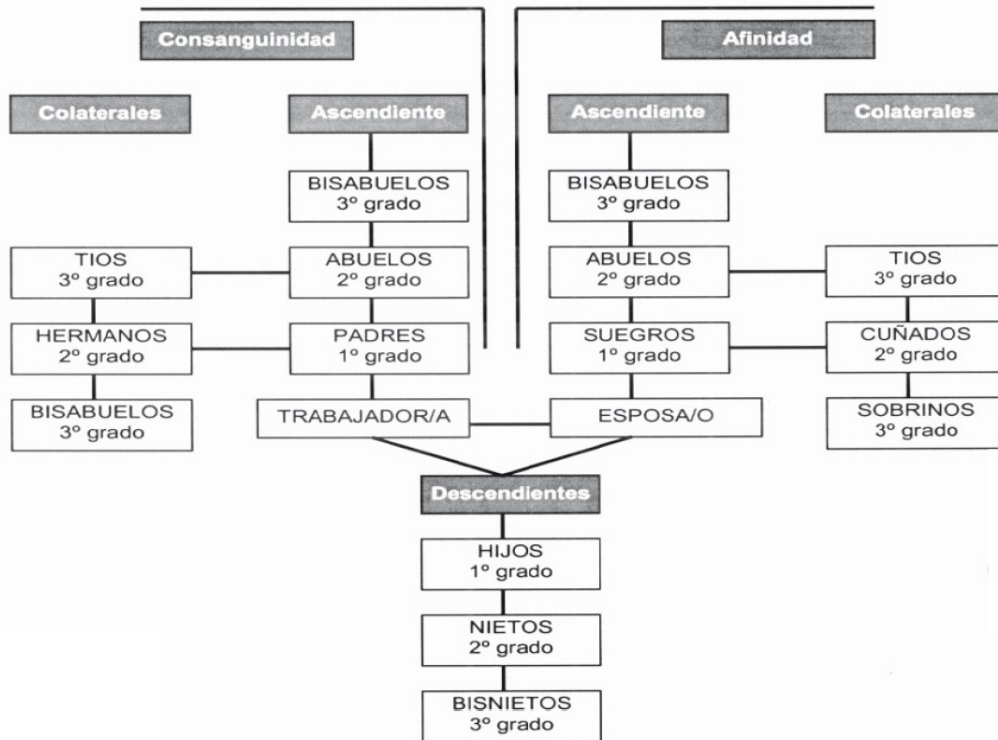 Consanguinidad
Afinidad
Colaterales
Ascendiente
Ascendiente
Colaterales
BISABUELOS
3º grado
BISABUELOS
3º grado
TIOS
3º grado
ABUELOS
2º grado
ABUELOS
2º grado
TIOS
3º grado
HERMANOS
2º grado
PADRES
1º grado
SUEGROS
1º grado
CUÑADOS
2º grado
BISABUELOS
3º grado
TRABAJADOR/A
ESPOSA/O
SOBRINOS
3º grado
Descendientes
HIJOS
1º grado
NIETOS
2º grado
BISNIETOS
3º grado